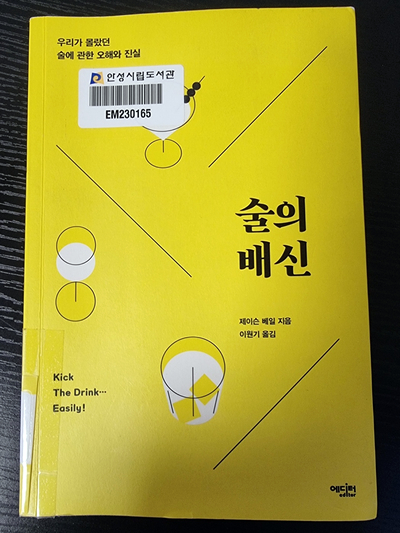 우리가 몰랐던
술에 관한 오해와 진실
안성시립도서관
EM230165
술의
배신
제이슨 베일 지음
이원기 옮김
Kick
The Drink…
Easily!
에디터
editor